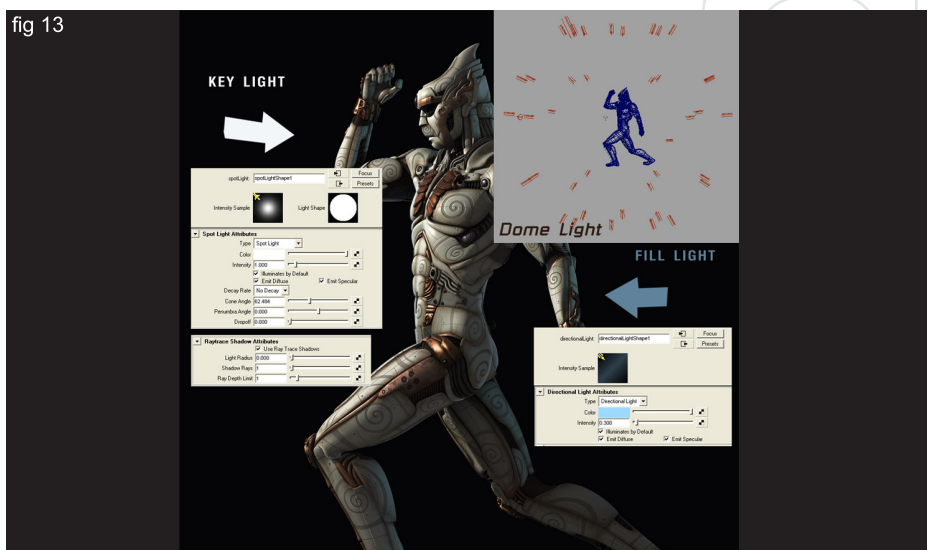 fig 13
KEY LIGHT
spotLight: spotLightShape1
Focus
Presets
Intensity Sample
Light Shape
Spot Light Attributes
Type Spot Light
Color
Intensity 1.000
Illuminates by Default
Emit Diffuse Emit Specular
Decay Rate No Decay
Cone Angle 62.484
Penumbra Angle 0.000
Dropoff 0.000
Raytrace Shadow Attributes
Use Ray Trace Shadows
Light Radius 0.000
Shadow Rays 1
Ray Depth Limit 1
Dome Light
FILL LIGHT
directionalLight: directionalLightShape1
Focus
Presets
Intensity Sample
Directional Light Attributes
Type Directional Light
Color
Intensity 0.300
Illuminates by Default
Emit Diffuse Emit Specular